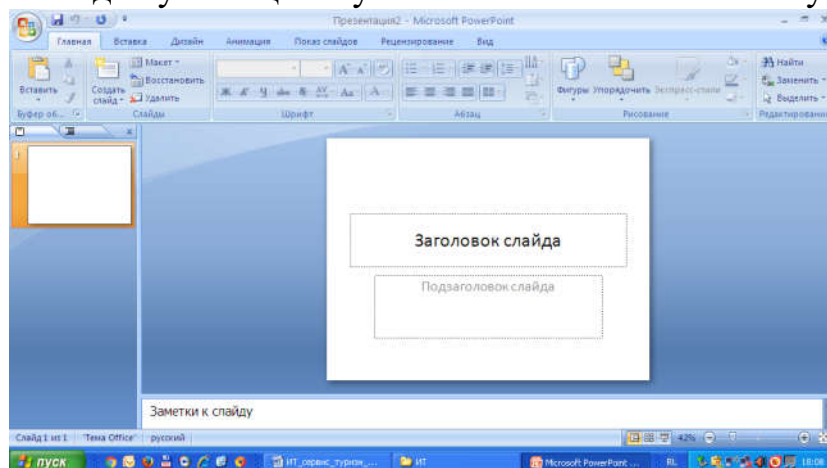 Презентация2 - Microsoft PowerPoint
Главная Вставка Дизайн Анимация Показ слайдов Рецензирование Вид
Вставить
Создать слайд
Макет
Восстановить
Удалить
Фигуры Упорядочить Экспресс-стили
Найти
Заменить
Выделить
Буфер об... Слайды Шрифт Абзац Рисование Редактирование
1
Заголовок слайда
Подзаголовок слайда
Заметки к слайду
Слайд 1 из 1 "Тема Office" русский 42%
пуск ИТ_сервис_туризм_... ИТ Microsoft PowerPoint ... RL 18:08